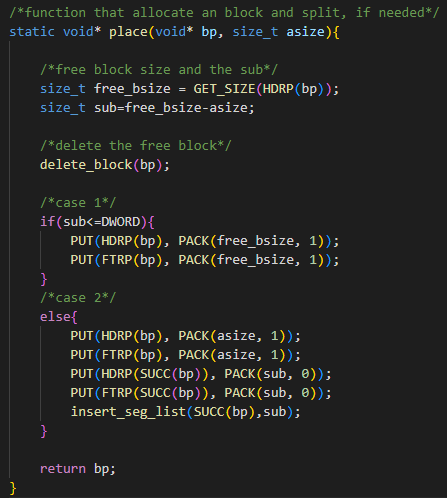 /*function that allocate an block and split, if needed*/
static void* place(void* bp, size_t asize){

    /*free block size and the sub*/
    size_t free_bsize = GET_SIZE(HDRP(bp));
    size_t sub=free_bsize-asize;

    /*delete the free block*/
    delete_block(bp);

    /*case 1*/
    if(sub<=DWORD){
        PUT(HDRP(bp), PACK(free_bsize, 1));
        PUT(FTRP(bp), PACK(free_bsize, 1));
    }
    /*case 2*/
    else{
        PUT(HDRP(bp), PACK(asize, 1));
        PUT(FTRP(bp), PACK(asize, 1));
        PUT(HDRP(SUCC(bp)), PACK(sub, 0));
        PUT(FTRP(SUCC(bp)), PACK(sub, 0));
        insert_seg_list(SUCC(bp),sub);
    }

    return bp;
}